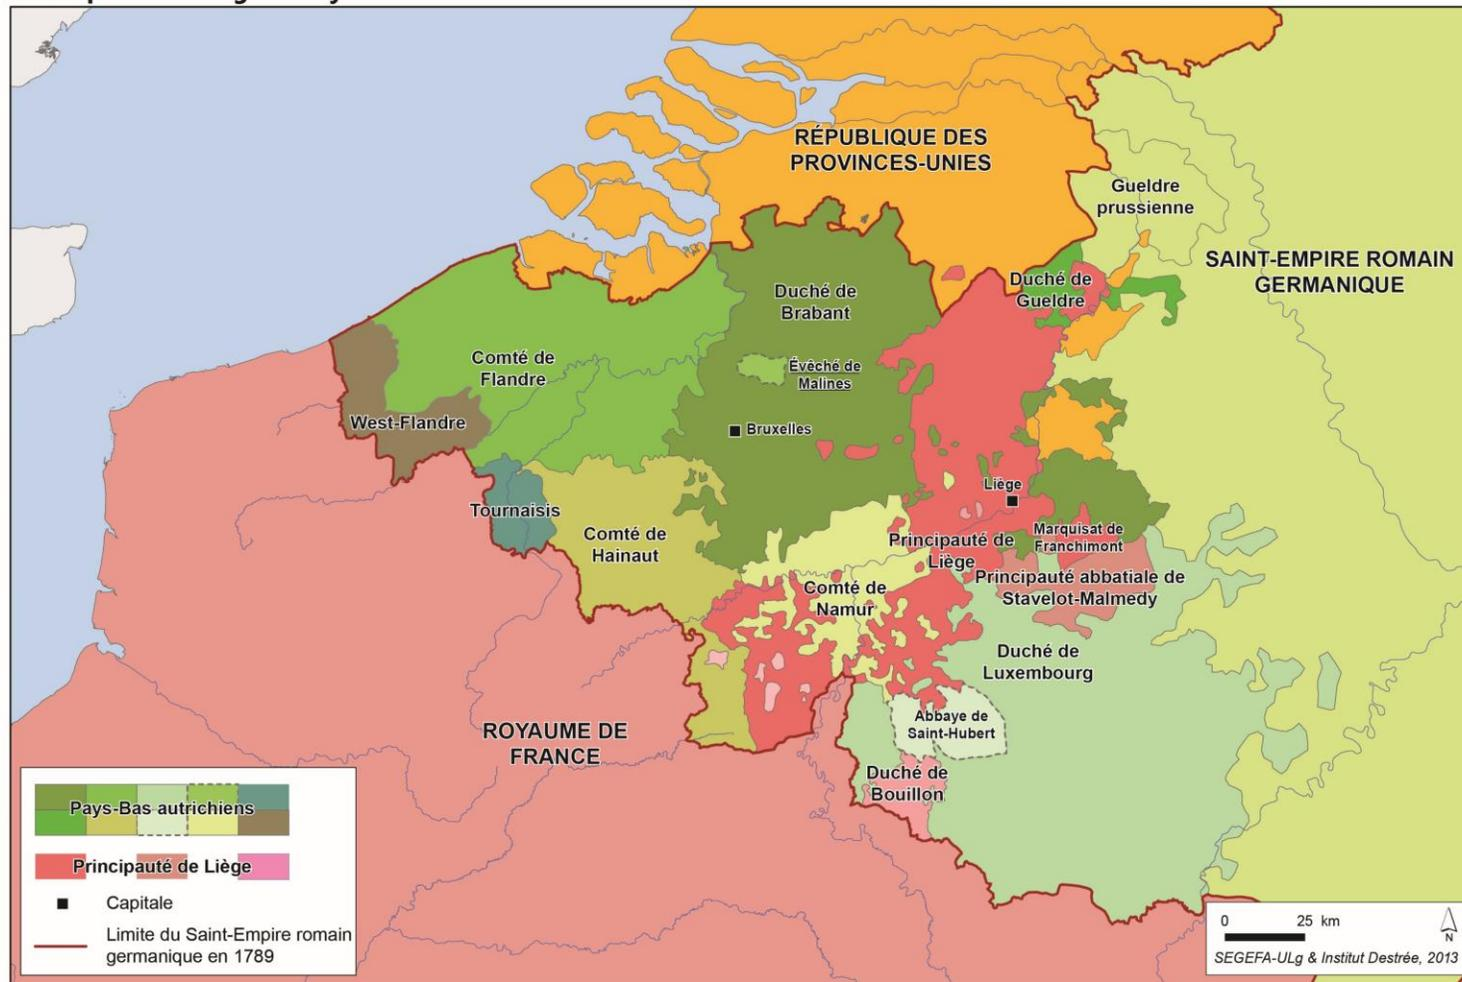 RÉPUBLIQUE DES
PROVINCES-UNIES
Gueldre
prussienne
SAINT-EMPIRE ROMAIN
GERMANIQUE
Duché de
Gueldre
Duché de
Brabant
Comté de
Flandre
Évêché de
Malines
West-Flandre
Bruxelles
Liège
Tournaisis
Comté de
Hainaut
Marquisat de
Franchimont
Principauté de
Liège
Principauté abbatiale de
Stavelot-Malmedy
Comté de
Namur
Duché de
Luxembourg
Abbaye de
Saint-Hubert
ROYAUME DE
FRANCE
Duché de
Bouillon
Pays-Bas autrichiens
Principauté de Liège
Capitale
Limite du Saint-Empire romain
germanique en 1789
0 25 km
N
SEGEFA-ULg & Institut Destrée, 2013